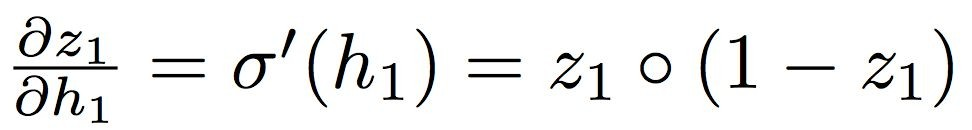 ∂z₁/∂h₁ = σ′(h₁) = z₁ ∘ (1 − z₁)